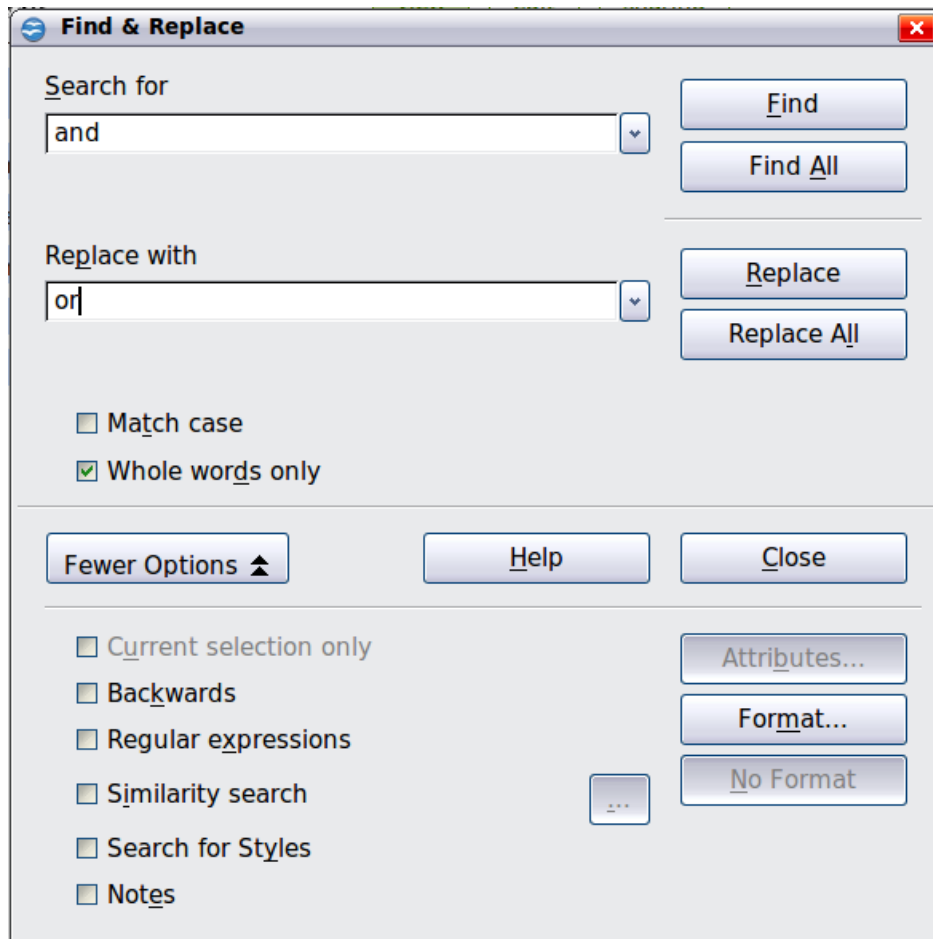 Find & Replace
Search for
and
Find
Find All
Replace with
or
Replace
Replace All
Match case
Whole words only
Fewer Options
Help
Close
Current selection only
Attributes...
Backwards
Format...
Regular expressions
No Format
Similarity search
...
Search for Styles
Notes